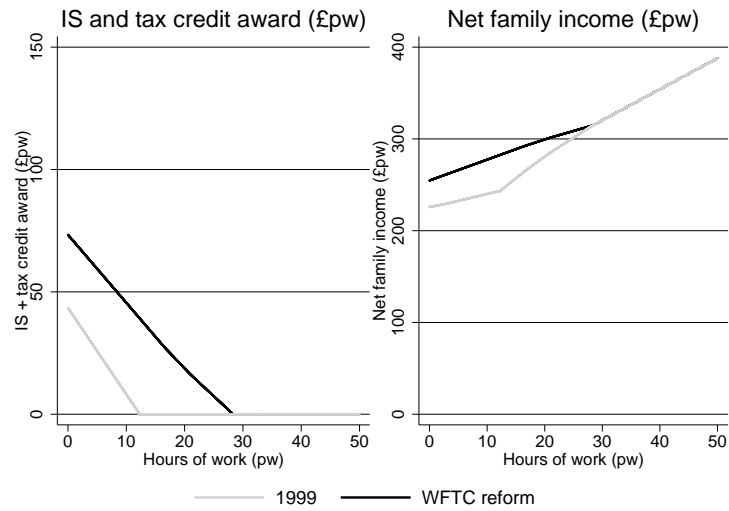 IS and tax credit award (£pw)
IS + tax credit award (£pw)
150
100
50
0
0 10 20 30 40 50
Hours of work (pw)
Net family income (£pw)
Net family income (£pw)
400
300
200
100
0
0 10 20 30 40 50
Hours of work (pw)
1999 WFTC reform